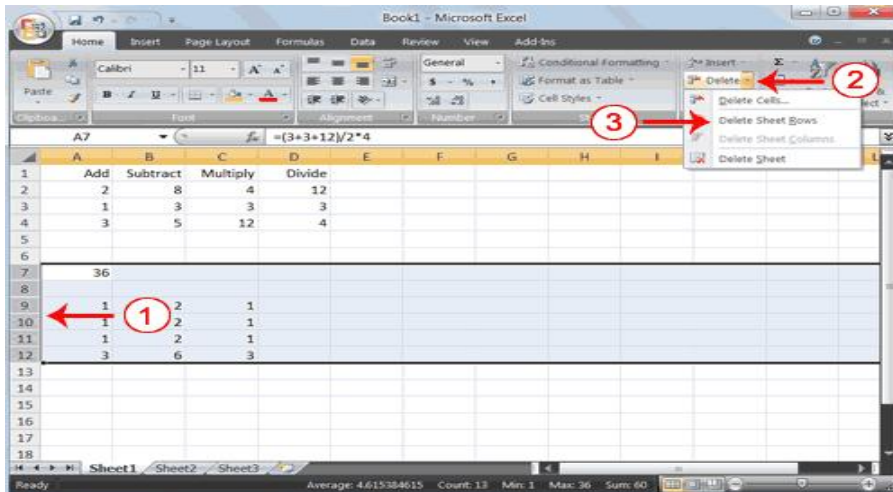 Book1 - Microsoft Excel
Home Insert Page Layout Formulas Data Review View Add-Ins
Calibri 11 A A General Conditional Formatting Insert Σ
Paste B I U A $ % , Format as Table Delete 2
Cell Styles Delete Cells...
Font Alignment Number 3 Delete Sheet Rows
Delete Sheet Columns
Delete Sheet
A7 fx =(3+3+12)/2*4
A B C D E F G H I L
1 Add Subtract Multiply Divide
2 2 8 4 12
3 1 3 3 3
4 3 5 12 4
5
6
7 36
8
9 1 2 1
10 1 1 2 1
11 1 2 1
12 3 6 3
13
14
15
16
17
18
Sheet1 Sheet2 Sheet3
Ready Average: 4.615384615 Count: 13 Min: 1 Max: 36 Sum: 60